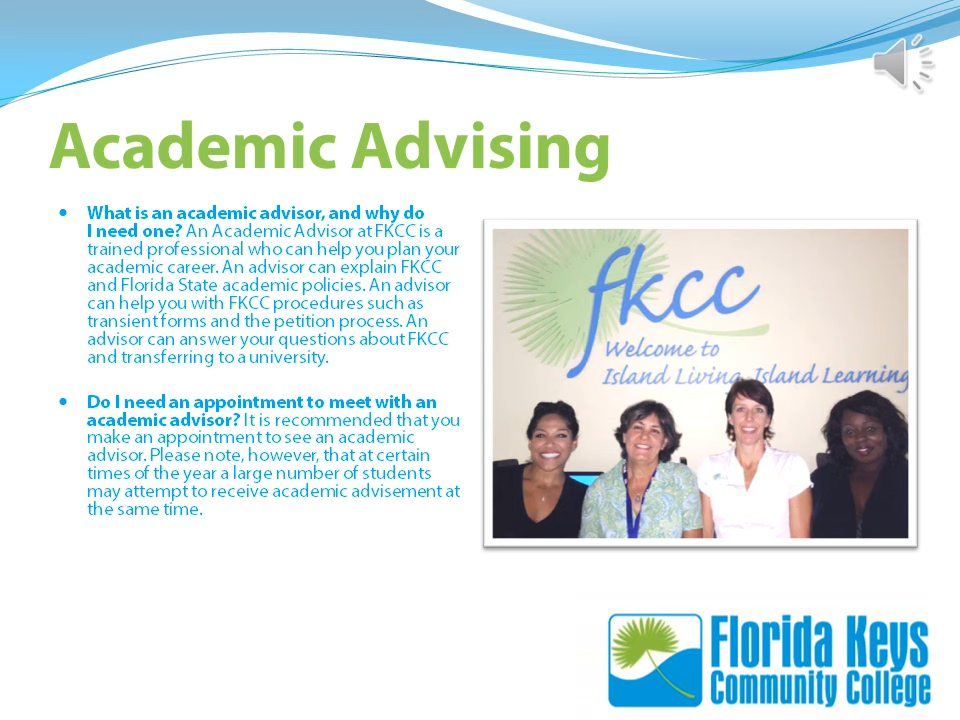 Academic Advising
• What is an academic advisor, and why do
I need one? An Academic Advisor at FKCC is a
trained professional who can help you plan your
academic career. An advisor can explain FKCC
and Florida State academic policies. An advisor
can help you with FKCC procedures such as
transient forms and the petition process. An
advisor can answer your questions about FKCC
and transferring to a university.
• Do I need an appointment to meet with an
academic advisor? It is recommended that you
make an appointment to see an academic
advisor. Please note, however, that at certain
times of the year a large number of students
may attempt to receive academic advisement at
the same time.
fkcc
Welcome to
Island Living, Island Learning
Florida Keys
Community College